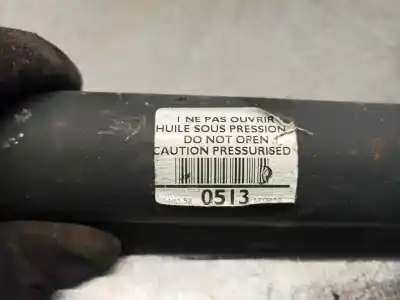 NE PAS OUVRIR
HUILE SOUS PRESSION
DO NOT OPEN
CAUTION PRESSURISED
0513